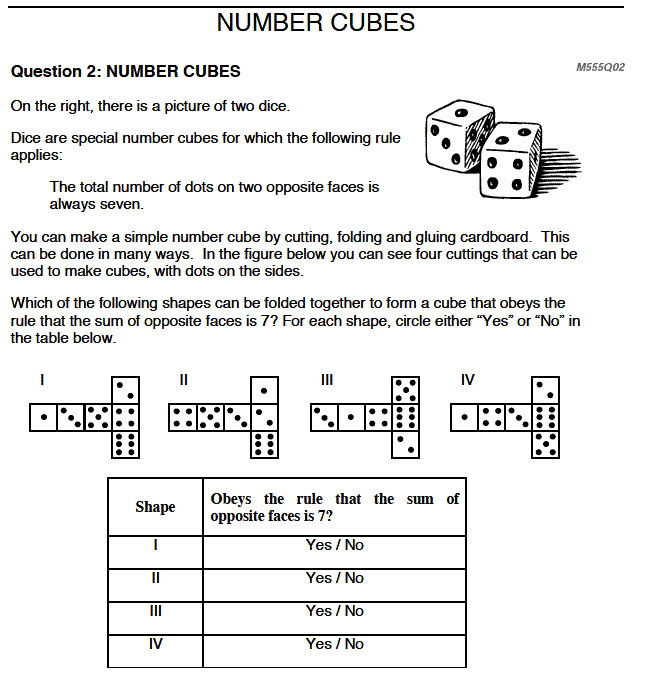 NUMBER CUBES
Question 2: NUMBER CUBES
M555Q02
On the right, there is a picture of two dice.
Dice are special number cubes for which the following rule
applies:
The total number of dots on two opposite faces is
always seven.
You can make a simple number cube by cutting, folding and gluing cardboard. This
can be done in many ways. In the figure below you can see four cuttings that can be
used to make cubes, with dots on the sides.
Which of the following shapes can be folded together to form a cube that obeys the
rule that the sum of opposite faces is 7? For each shape, circle either “Yes” or “No” in
the table below.
I II III IV
Shape
Obeys the rule that the sum of
opposite faces is 7?
I Yes / No
II Yes / No
III Yes / No
IV Yes / No